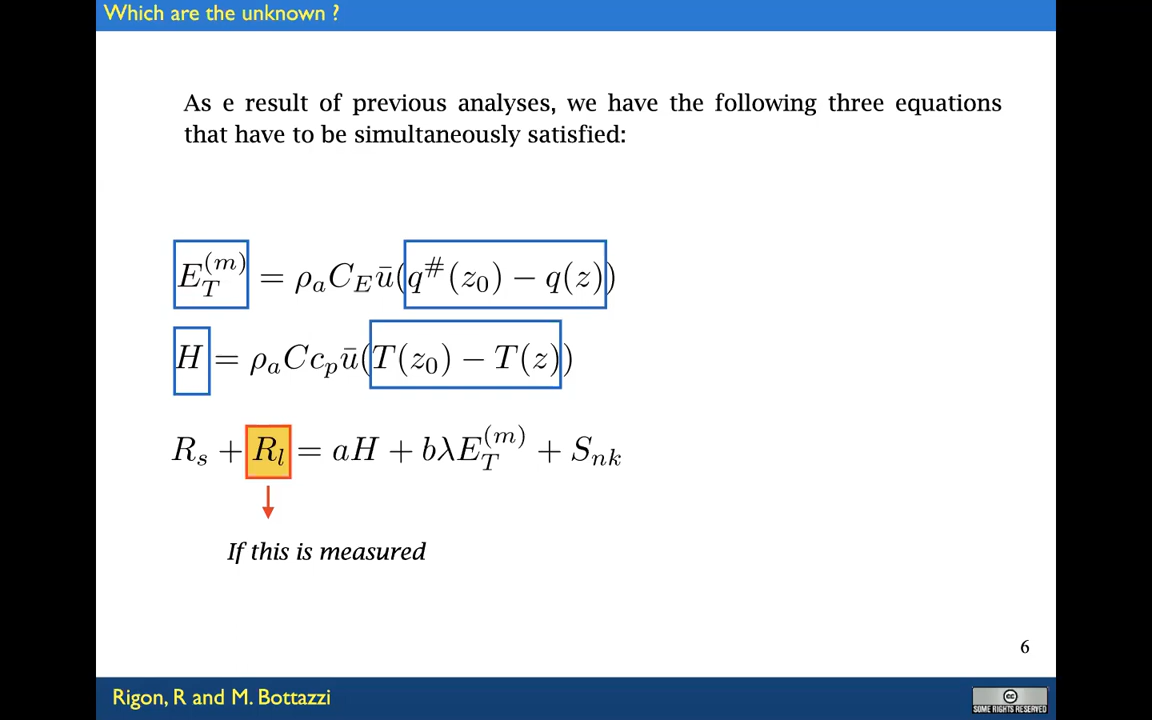 Which are the unknown ?
As e result of previous analyses, we have the following three equations
that have to be simultaneously satisfied:
E_T^{(m)} = ρ_a C_E ū(q^#(z_0) − q(z))
H = ρ_a C c_p ū(T(z_0) − T(z))
R_s + R_l = aH + bλE_T^{(m)} + S_{nk}
If this is measured
6
Rigon, R and M. Bottazzi
cc
SOME RIGHTS RESERVED